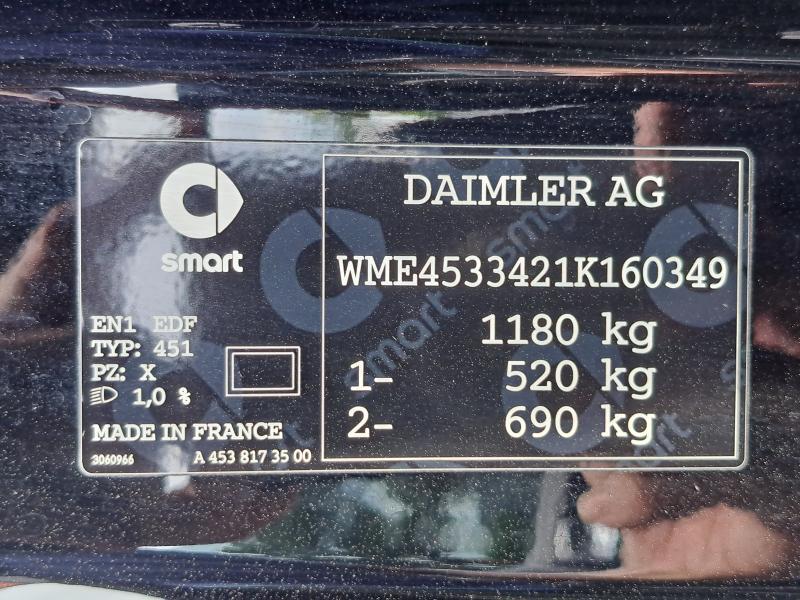 smart
EN1 EDF
TYP: 451
PZ: X
1,0 %
MADE IN FRANCE
3060966 A 453 817 35 00
DAIMLER AG
WME4533421K160349
1180 kg
1- 520 kg
2- 690 kg